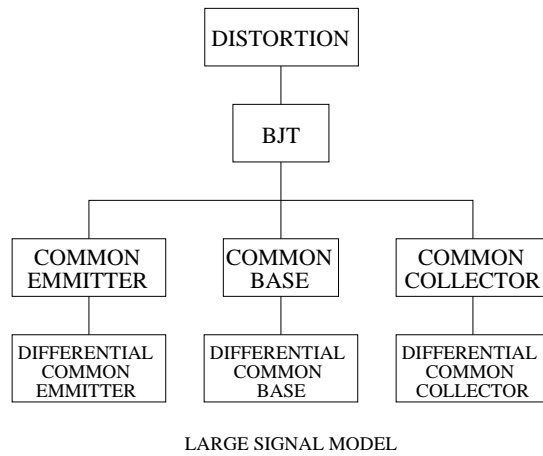 DISTORTION
BJT
COMMON
EMMITTER
COMMON
BASE
COMMON
COLLECTOR
DIFFERENTIAL
COMMON
EMMITTER
DIFFERENTIAL
COMMON
BASE
DIFFERENTIAL
COMMON
COLLECTOR
LARGE SIGNAL MODEL